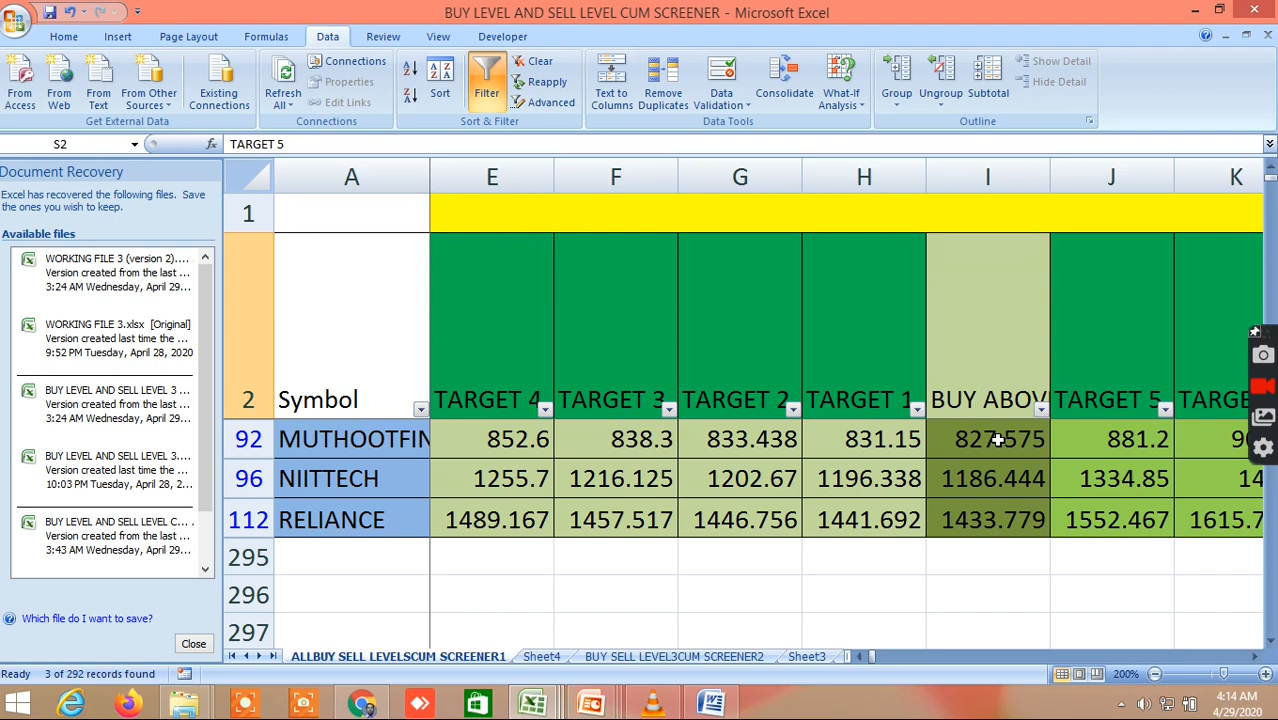 BUY LEVEL AND SELL LEVEL CUM SCREENER - Microsoft Excel
Home Insert Page Layout Formulas Data Review View Developer
From Access
From Web
From Text
From Other Sources
Existing Connections
Get External Data
Refresh All
Connections
Properties
Edit Links
Connections
Sort
Filter
Clear
Reapply
Advanced
Sort & Filter
Text to Columns
Remove Duplicates
Data Validation
Consolidate
What-If Analysis
Data Tools
Group
Ungroup
Subtotal
Show Detail
Hide Detail
Outline
S2 fx TARGET 5
Document Recovery
Excel has recovered the following files. Save
the ones you wish to keep.
Available files
WORKING FILE 3 (version 2)....
Version created from the last ...
3:24 AM Wednesday, April 29...
WORKING FILE 3.xlsx [Original]
Version created last time the ...
9:52 PM Tuesday, April 28, 2020
BUY LEVEL AND SELL LEVEL 3 ...
Version created from the last ...
3:24 AM Wednesday, April 29...
BUY LEVEL AND SELL LEVEL 3 ...
Version created last time the ...
10:03 PM Tuesday, April 28, 2...
BUY LEVEL AND SELL LEVEL C...
Version created from the last ...
3:43 AM Wednesday, April 29...
Which file do I want to save?
Close
A E F G H I J K
1
2 Symbol TARGET 4 TARGET 3 TARGET 2 TARGET 1 BUY ABOV TARGET 5 TARGE
92 MUTHOOTFIN 852.6 838.3 833.438 831.15 827.575 881.2 90
96 NIITTECH 1255.7 1216.125 1202.67 1196.338 1186.444 1334.85 14
112 RELIANCE 1489.167 1457.517 1446.756 1441.692 1433.779 1552.467 1615.7
295
296
297
ALLBUY SELL LEVELSCUM SCREENER1 Sheet4 BUY SELL LEVEL3CUM SCREENER2 Sheet3
Ready 3 of 292 records found 200%
4:14 AM
4/29/2020